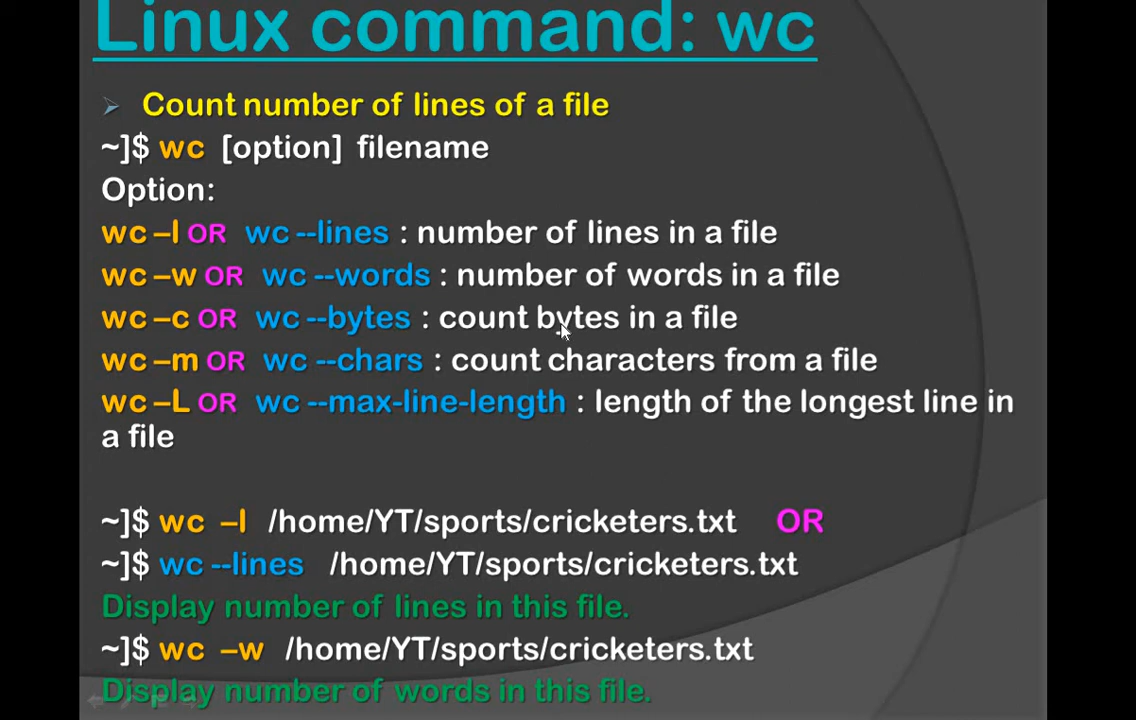 Linux command: wc
Count number of lines of a file
~]$ wc [option] filename
Option:
wc –l OR wc --lines : number of lines in a file
wc –w OR wc --words : number of words in a file
wc –c OR wc --bytes : count bytes in a file
wc –m OR wc --chars : count characters from a file
wc –L OR wc --max-line-length : length of the longest line in
a file
~]$ wc –l /home/YT/sports/cricketers.txt OR
~]$ wc --lines /home/YT/sports/cricketers.txt
Display number of lines in this file.
~]$ wc –w /home/YT/sports/cricketers.txt
Display number of words in this file.